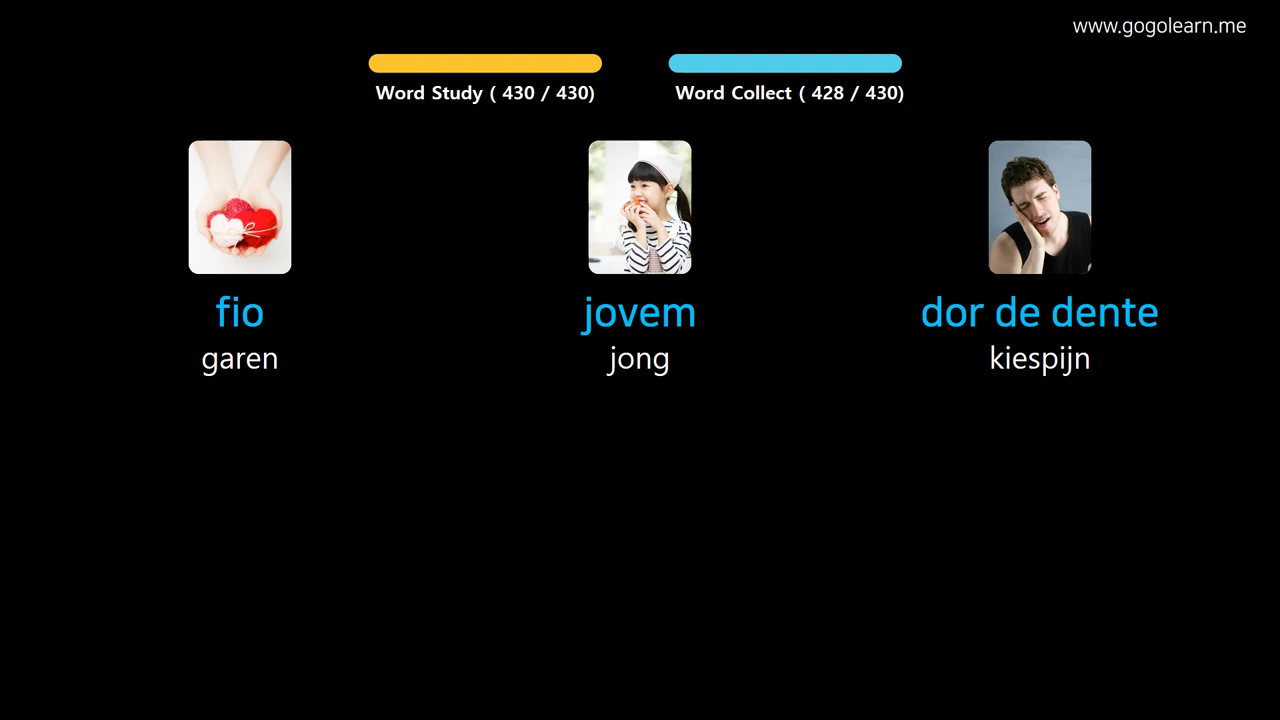 www.gogolearn.me
Word Study ( 430 / 430)
Word Collect ( 428 / 430)
fio
garen
jovem
jong
dor de dente
kiespijn